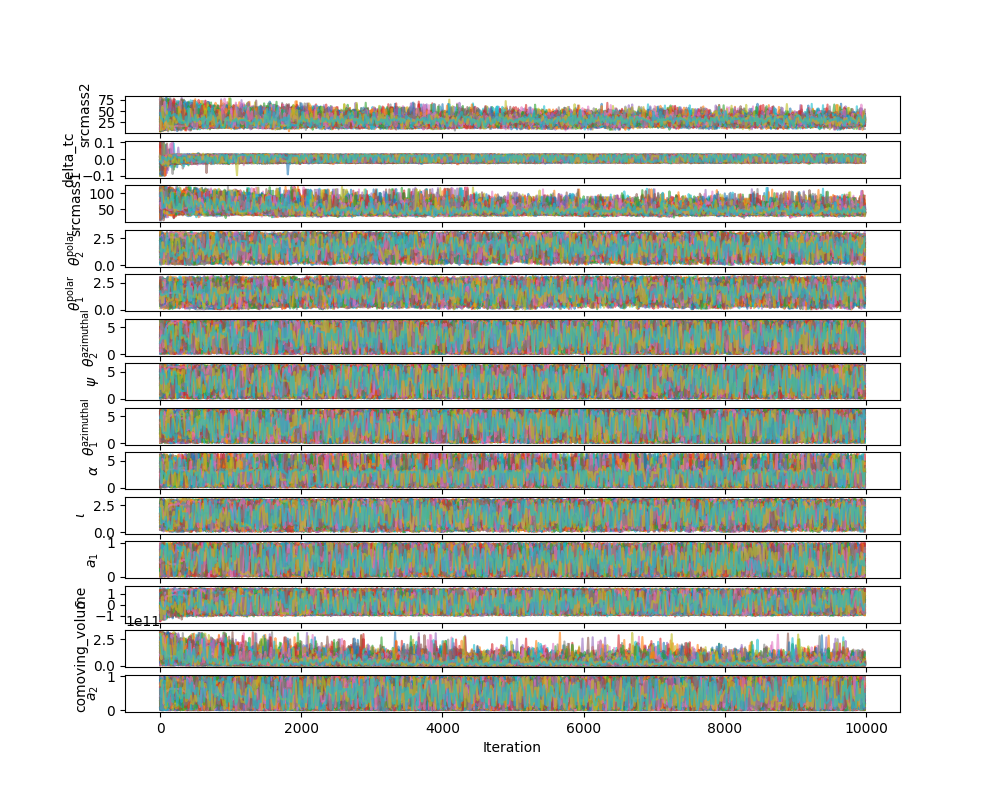 75
50
25
srcmass2
0.1
0.0
−0.1
delta_tc
100
50
srcmass1
2.5
0.0
θ₂^polar
2.5
0.0
θ₁^polar
5
0
θ₂^azimuthal
5
0
ψ
5
0
θ₁^azimuthal
5
0
α
2.5
0.0
ι
1
0
a₁
1
0
−1
1e11
2.5
0.0
comoving_volume
1
0
a₂
0
2000
4000
6000
8000
10000
Iteration